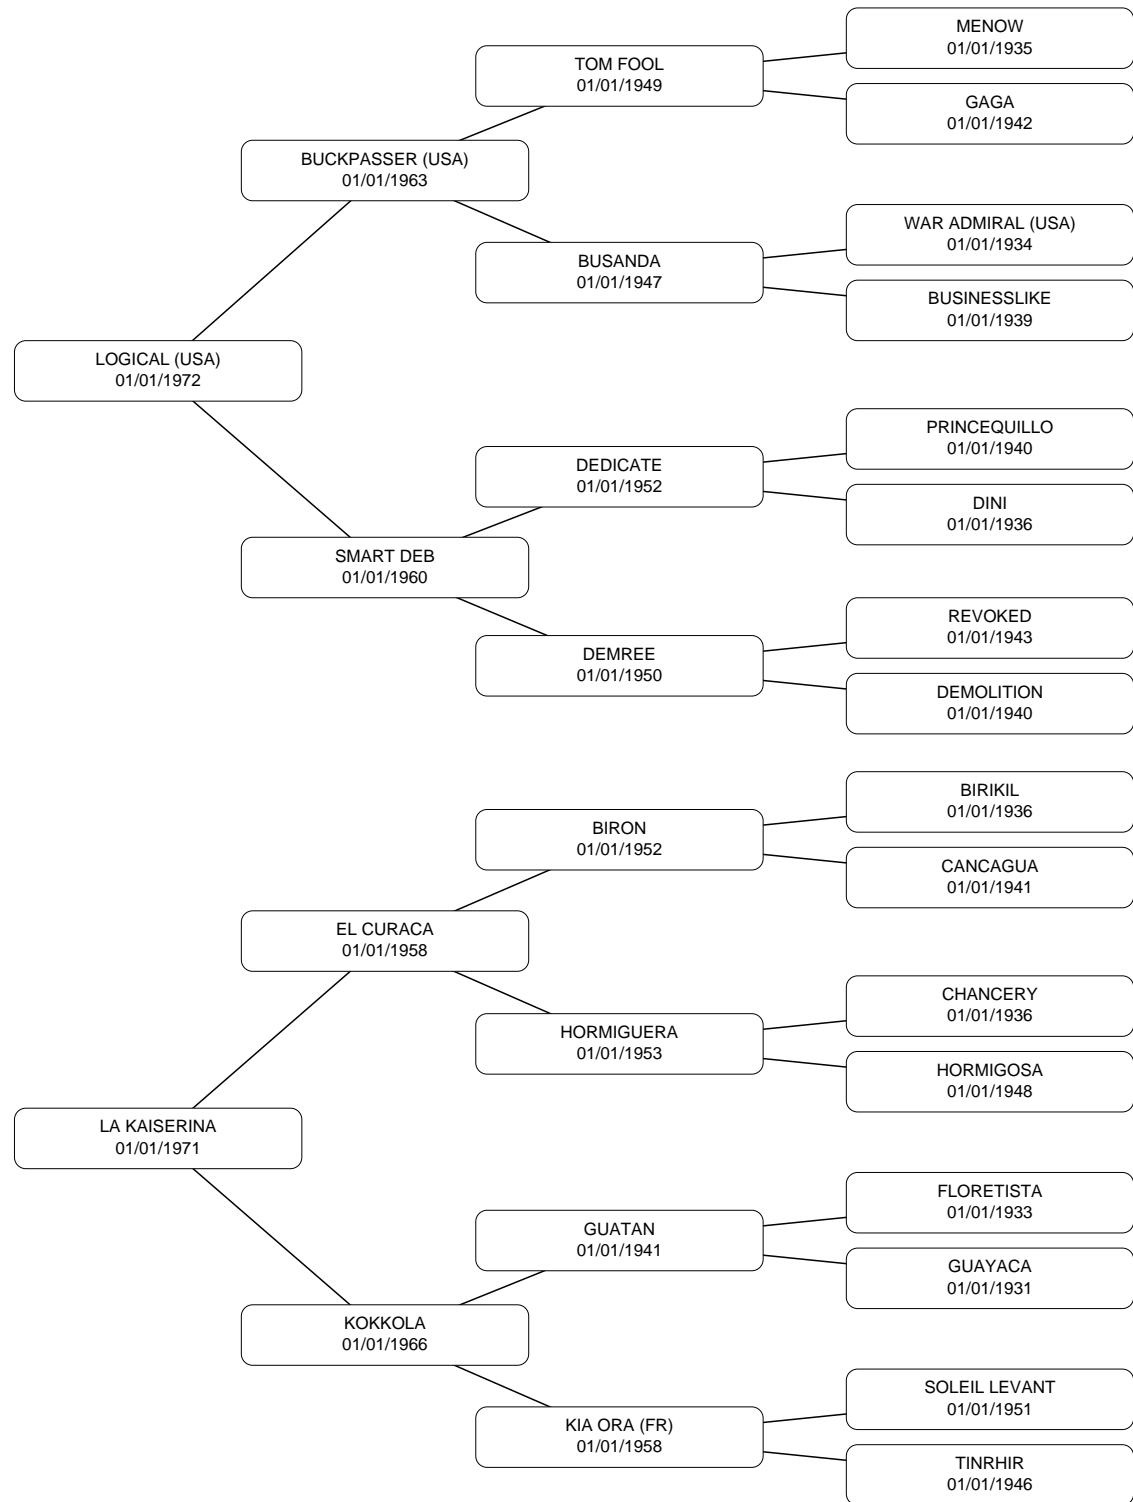 MENOW
01/01/1935
TOM FOOL
01/01/1949
GAGA
01/01/1942
BUCKPASSER (USA)
01/01/1963
WAR ADMIRAL (USA)
01/01/1934
BUSANDA
01/01/1947
BUSINESSLIKE
01/01/1939
LOGICAL (USA)
01/01/1972
PRINCEQUILLO
01/01/1940
DEDICATE
01/01/1952
DINI
01/01/1936
SMART DEB
01/01/1960
REVOKED
01/01/1943
DEMREE
01/01/1950
DEMOLITION
01/01/1940
BIRIKIL
01/01/1936
BIRON
01/01/1952
CANCAGUA
01/01/1941
EL CURACA
01/01/1958
CHANCERY
01/01/1936
HORMIGUERA
01/01/1953
HORMIGOSA
01/01/1948
LA KAISERINA
01/01/1971
FLORETISTA
01/01/1933
GUATAN
01/01/1941
GUAYACA
01/01/1931
KOKKOLA
01/01/1966
SOLEIL LEVANT
01/01/1951
KIA ORA (FR)
01/01/1958
TINRHIR
01/01/1946